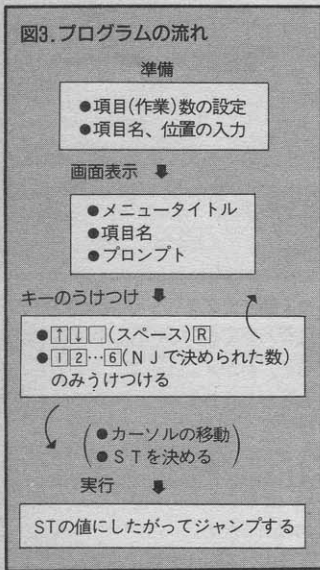 図3.プログラムの流れ
準備
●項目(作業)数の設定
●項目名、位置の入力
画面表示 ⬇
●メニュータイトル
●項目名
●プロンプト
キーのうけつけ ⬇
●↑↓□(スペース)R
●1 2…6(NJで決められた数)
のみうけつける
(●カーソルの移動
●STを決める)
実行 ⬇
STの値にしたがってジャンプする